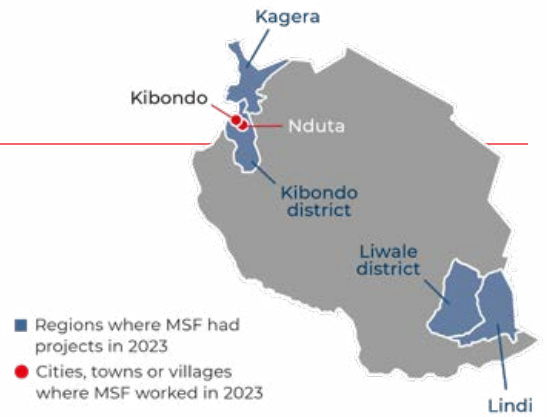 Kagera
Kibondo
Nduta
Kibondo
district
Liwale
district
Regions where MSF had
projects in 2023
Cities, towns or villages
where MSF worked in 2023
Lindi